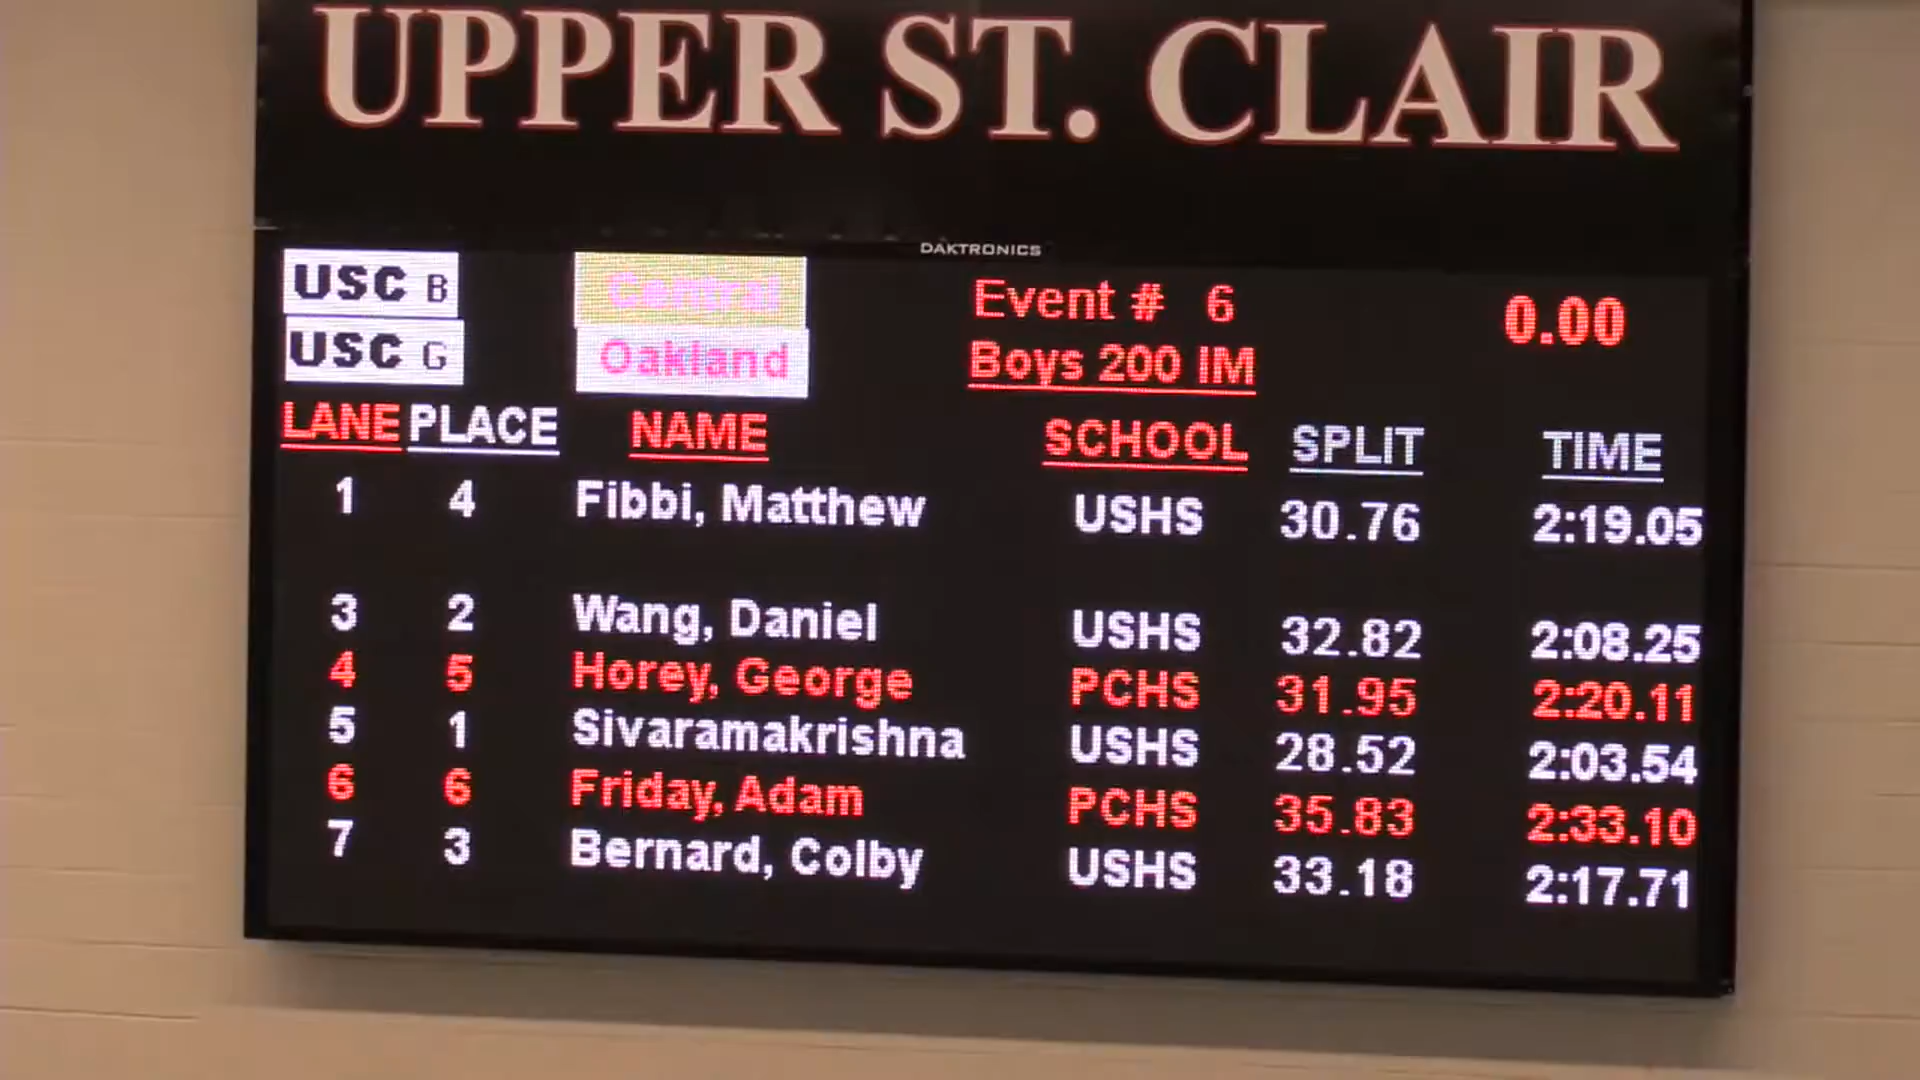 UPPER ST. CLAIR
DAKTRONICS
USC B Central Event # 6 0.00
USC G Oakland Boys 200 IM
LANE PLACE NAME SCHOOL SPLIT TIME
1 4 Fibbi, Matthew USHS 30.76 2:19.05
3 2 Wang, Daniel USHS 32.82 2:08.25
4 5 Horey, George PCHS 31.95 2:20.11
5 1 Sivaramakrishna USHS 28.52 2:03.54
6 6 Friday, Adam PCHS 35.83 2:33.10
7 3 Bernard, Colby USHS 33.18 2:17.71